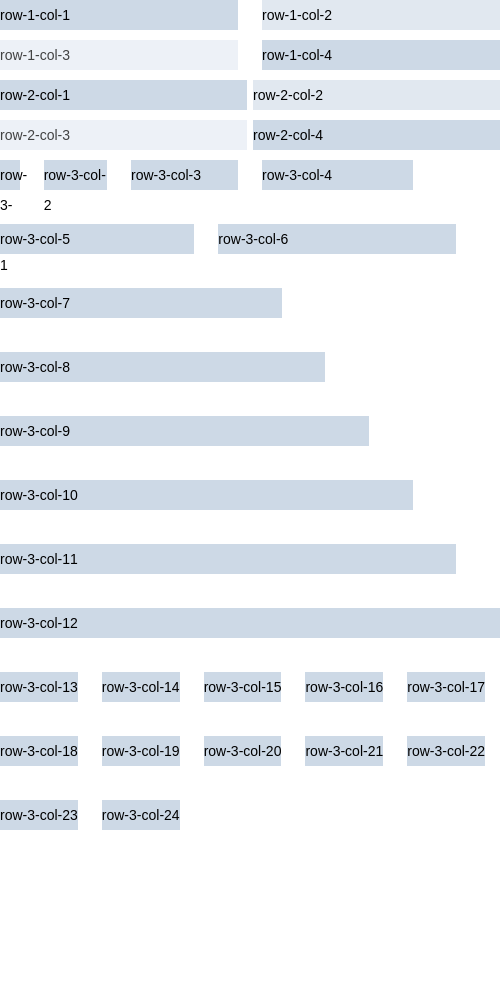 row-1-col-1 row-1-col-2
row-1-col-3 row-1-col-4
row-2-col-1 row-2-col-2
row-2-col-3 row-2-col-4
row- row-3-col- row-3-col-3 row-3-col-4
3- 2
row-3-col-5 row-3-col-6
1
row-3-col-7
row-3-col-8
row-3-col-9
row-3-col-10
row-3-col-11
row-3-col-12
row-3-col-13 row-3-col-14 row-3-col-15 row-3-col-16 row-3-col-17
row-3-col-18 row-3-col-19 row-3-col-20 row-3-col-21 row-3-col-22
row-3-col-23 row-3-col-24